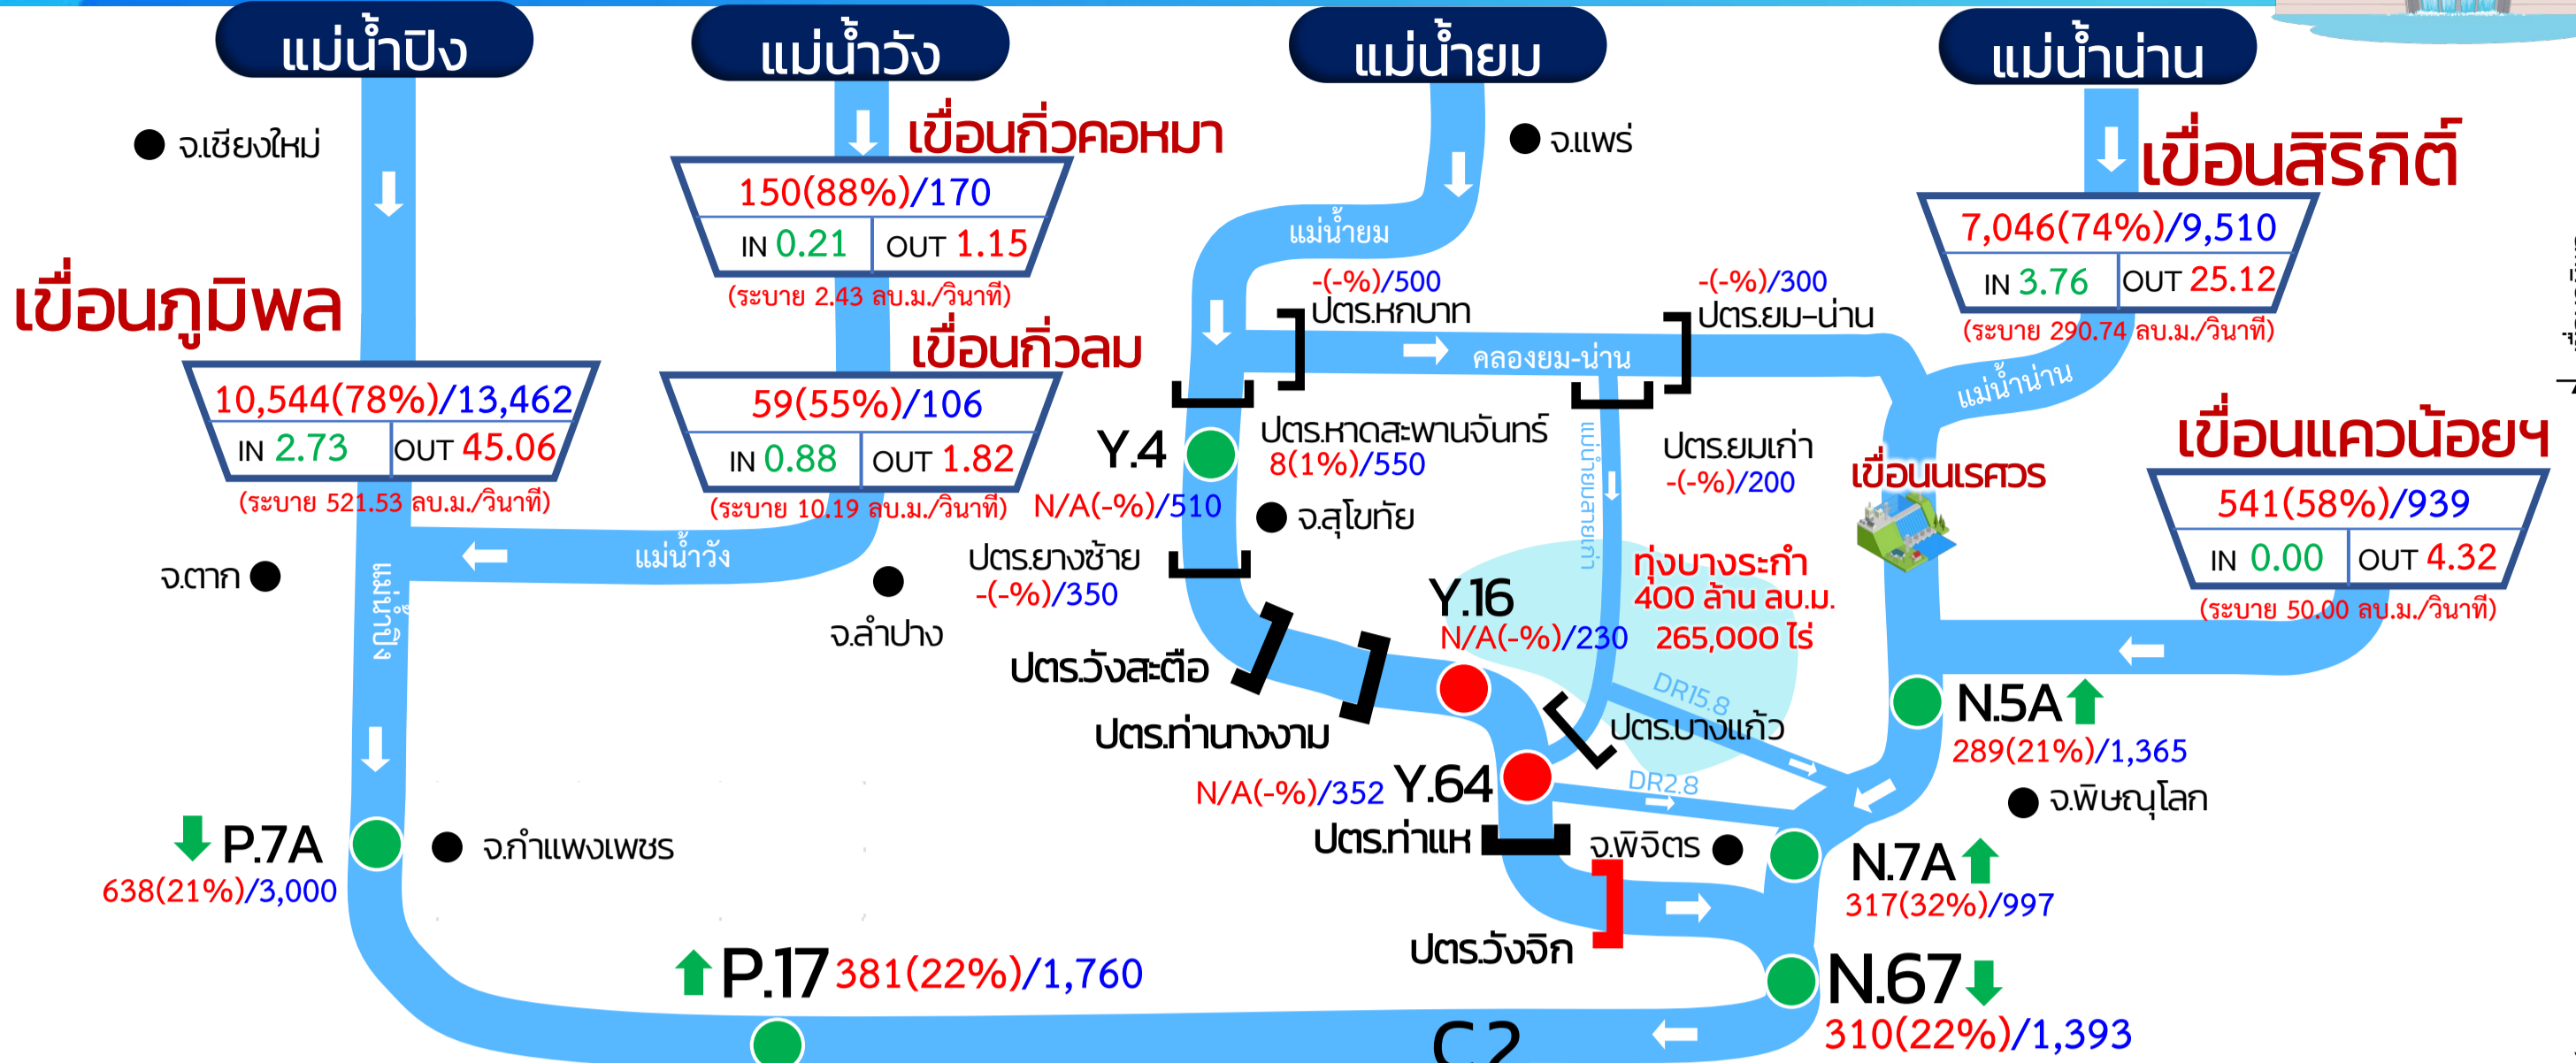 แม่น้ำปิง
แม่น้ำวัง
แม่น้ำยม
แม่น้ำน่าน
จ.เชียงใหม่
เขื่อนกิ่วคอหมา
150(88%)/170
IN 0.21 OUT 1.15
(ระบาย 2.43 ลบ.ม./วินาที)
จ.แพร่
เขื่อนสิริกิติ์
7,046(74%)/9,510
IN 3.76 OUT 25.12
(ระบาย 290.74 ลบ.ม./วินาที)
แม่น้ำยม
-(-%)/500
ปตร.หกบาท
-(-%)/300
ปตร.ยม-น่าน
คลองยม-น่าน
แม่น้ำน่าน
เขื่อนภูมิพล
10,544(78%)/13,462
IN 2.73 OUT 45.06
(ระบาย 521.53 ลบ.ม./วินาที)
เขื่อนกิ่วลม
59(55%)/106
IN 0.88 OUT 1.82
(ระบาย 10.19 ลบ.ม./วินาที)
Y.4
N/A(-%)/510
ปตร.หาดสะพานจันทร์
8(1%)/550
จ.สุโขทัย
แม่น้ำยมสายเก่า
ปตร.ยมเก่า
-(-%)/200
เขื่อนนเรศวร
เขื่อนแควน้อยฯ
541(58%)/939
IN 0.00 OUT 4.32
(ระบาย 50.00 ลบ.ม./วินาที)
จ.ตาก
แม่น้ำปิง
แม่น้ำวัง
จ.ลำปาง
ปตร.ยางซ้าย
-(-%)/350
ปตร.วังสะตือ
ปตร.ท่านางงาม
Y.16
N/A(-%)/230
ทุ่งบางระกำ
400 ล้าน ลบ.ม.
265,000 ไร่
DR15.8
ปตร.บางแก้ว
N/A(-%)/352 Y.64
DR2.8
ปตร.ท่าแห
จ.พิจิตร
N.5A
289(21%)/1,365
จ.พิษณุโลก
P.7A
638(21%)/3,000
จ.กำแพงเพชร
N.7A
317(32%)/997
ปตร.วังจิก
P.17 381(22%)/1,760
N.67
310(22%)/1,393
C.2